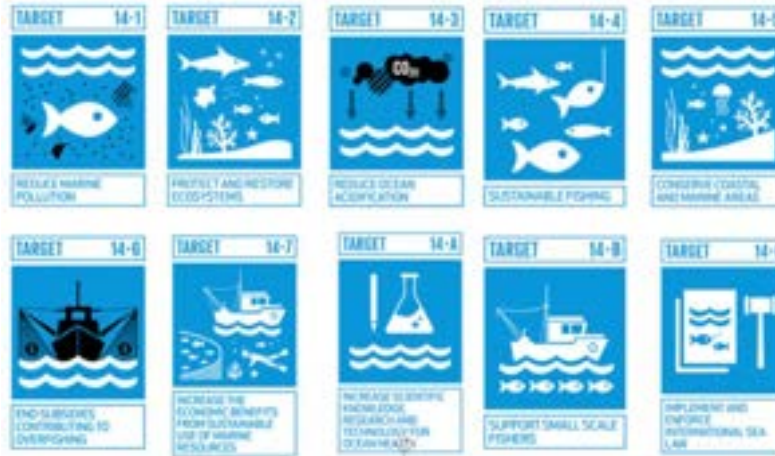 TARGET 14-1
TARGET 14-2
TARGET 14-3
TARGET 14-4
TARGET 14-
CO
REDUCE MARINE
POLLUTION
PROTECT AND RESTORE
ECOSYSTEMS
REDUCE OCEAN
ACIDIFICATION
SUSTAINABLE FISHING
CONSERVE COASTAL
AND MARINE AREAS
TARGET 14-6
TARGET 14-7
TARGET 14-A
TARGET 14-B
TARGET 14-
END SUBSIDIES
CONTRIBUTING TO
OVERFISHING
INCREASE THE
ECONOMIC BENEFITS
FROM SUSTAINABLE
USE OF MARINE
RESOURCES
INCREASE SCIENTIFIC
KNOWLEDGE,
RESEARCH AND
TECHNOLOGY FOR
OCEAN HEALTH
SUPPORT SMALL SCALE
FISHERS
IMPLEMENT AND
ENFORCE
INTERNATIONAL SEA
LAW